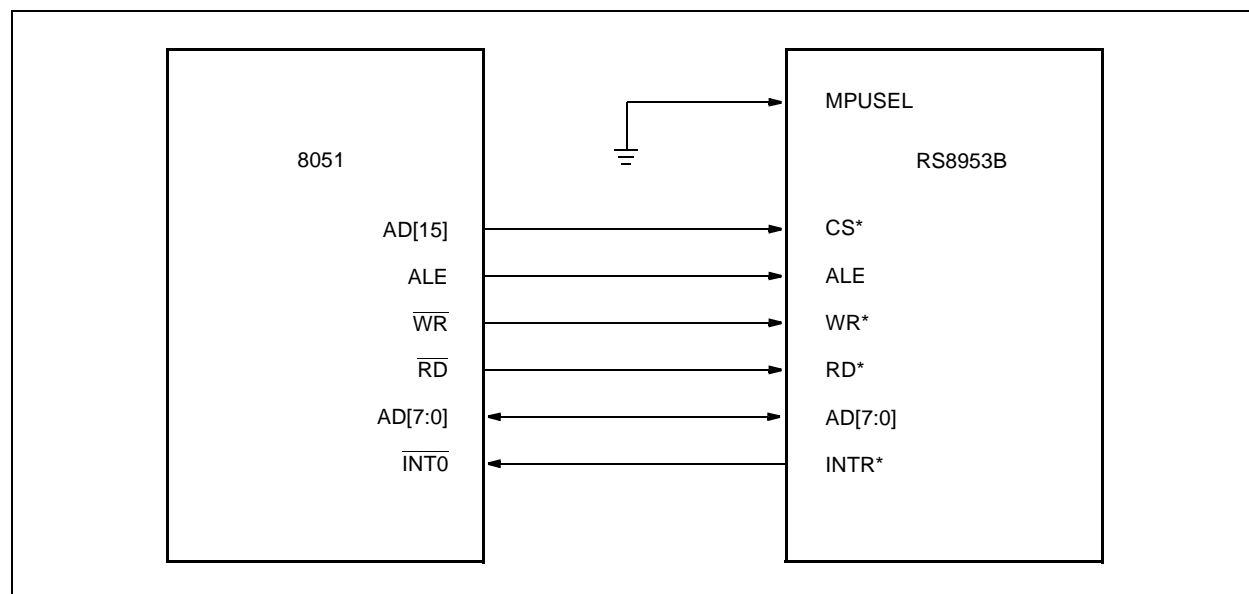 MPUSEL
8051 RS8953B
AD[15] CS*
ALE ALE
WR WR*
RD RD*
AD[7:0] AD[7:0]
INT0 INTR*